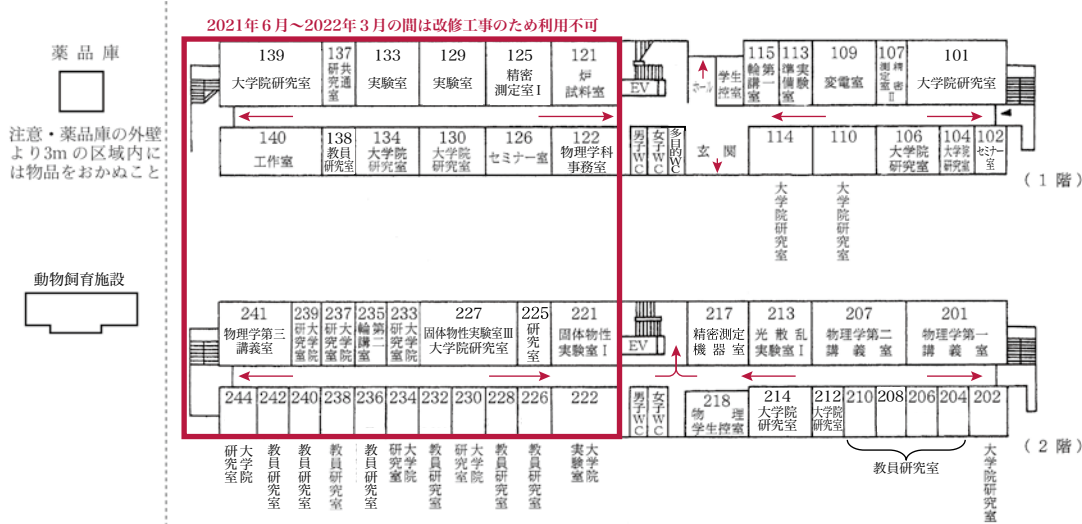 2021年６月～2022年３月の間は改修工事のため利用不可
薬 品 庫
注意・薬品庫の外壁
より3m の区域内に
は物品をおかぬこと
動物飼育施設
139
大学院研究室
137
共通
研究室
133
実験室
129
実験室
125
精密
測定室Ⅰ
121
炉
試料室
EV
ホール
学生
控室
115
第一
輪講室
113
実験
準備室
109
変電室
107
精密
測定室Ⅱ
101
大学院研究室
140
工作室
138
教員
研究室
134
大学院
研究室
130
大学院
研究室
126
セミナー室
122
物理学科
事務室
男子WC
女子WC
多目的WC
玄 関
114
大学院研究室
110
大学院研究室
106
大学院
研究室
104
大学院
研究室
102
セミナー
室
（１階）
241
物理学第三
講義室
239
大学院
研究室
237
大学院
研究室
235
第二
輪講室
233
大学院
研究室
227
固体物性実験室Ⅲ
大学院研究室
225
研究室
221
固体物性
実験室Ⅰ
EV
217
精密測定
機 器 室
213
光 散 乱
実験室Ⅰ
207
物理学第二
講 義 室
201
物理学第一
講 義 室
244
大学院
研究室
242
教員研究室
240
教員研究室
238
教員研究室
236
教員研究室
234
大学院
研究室
232
教員研究室
230
大学院
研究室
228
教員研究室
226
教員研究室
222
大学院
実験室
男子WC
女子WC
218
物 理
学生控室
214
大学院
研究室
212
大学院
研究室
210
208
206
204
教員研究室
202
大学院研究室
（２階）